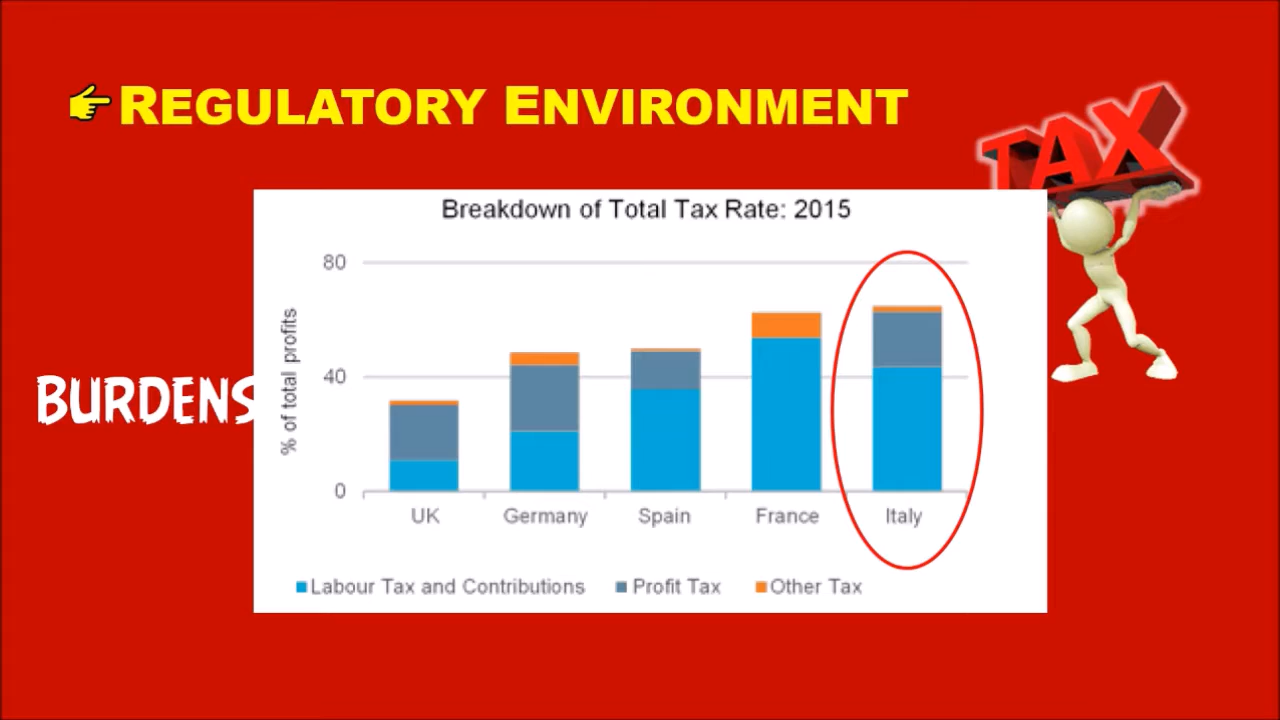 REGULATORY ENVIRONMENT
TAX
Breakdown of Total Tax Rate: 2015
80
40
0
% of total profits
BURDENS
UK Germany Spain France Italy
Labour Tax and Contributions Profit Tax Other Tax